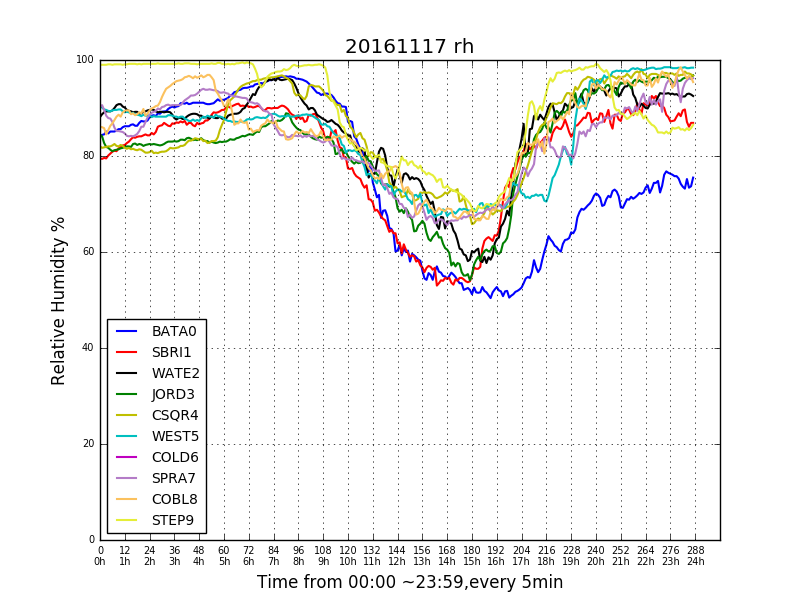 20161117 rh
Relative Humidity %
100
80
60
40
20
0
BATA0
SBRI1
WATE2
JORD3
CSQR4
WEST5
COLD6
SPRA7
COBL8
STEP9
0 12 24 36 48 60 72 84 96 108 120 132 144 156 168 180 192 204 216 228 240 252 264 276 288
0h 1h 2h 3h 4h 5h 6h 7h 8h 9h 10h 11h 12h 13h 14h 15h 16h 17h 18h 19h 20h 21h 22h 23h 24h
Time from 00:00 ~23:59,every 5min